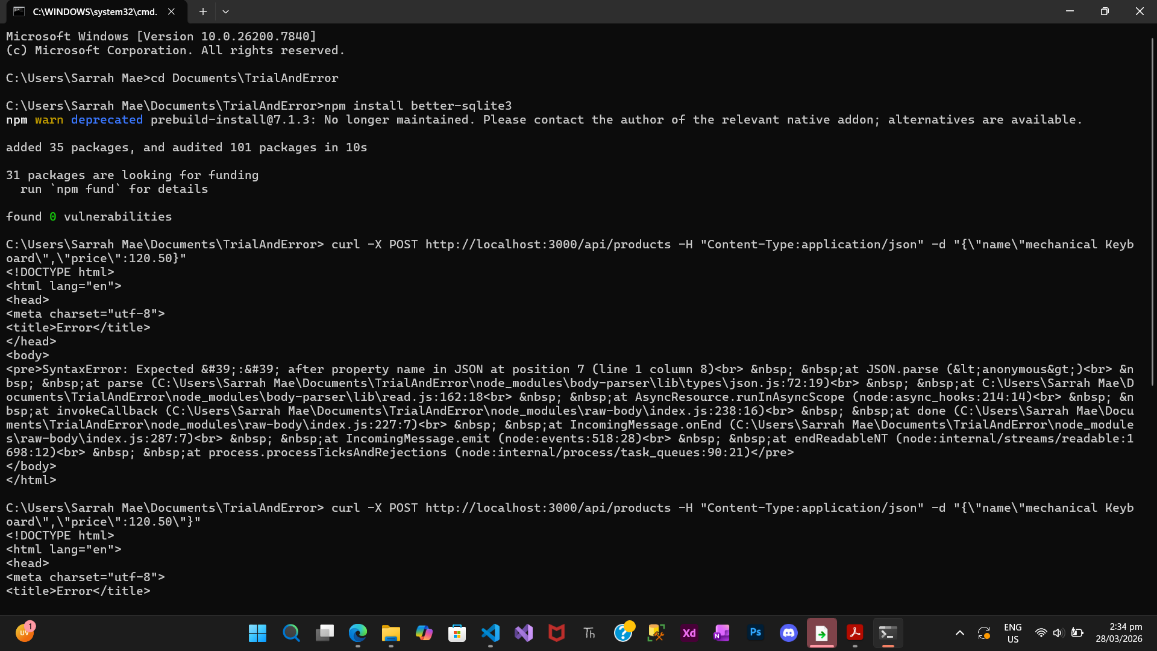 C:\WINDOWS\system32\cmd.
Microsoft Windows [Version 10.0.26200.7840]
(c) Microsoft Corporation. All rights reserved.
C:\Users\Sarrah Mae>cd Documents\TrialAndError
C:\Users\Sarrah Mae\Documents\TrialAndError>npm install better-sqlite3
npm warn deprecated prebuild-install@7.1.3: No longer maintained. Please contact the author of the relevant native addon; alternatives are available.
added 35 packages, and audited 101 packages in 10s
31 packages are looking for funding
  run `npm fund` for details
found 0 vulnerabilities
C:\Users\Sarrah Mae\Documents\TrialAndError> curl -X POST http://localhost:3000/api/products -H "Content-Type:application/json" -d "{\"name\"mechanical Keyb
oard\",\"price\":120.50}"
<!DOCTYPE html>
<html lang="en">
<head>
<meta charset="utf-8">
<title>Error</title>
</head>
<body>
<pre>SyntaxError: Expected &#39;:&#39; after property name in JSON at position 7 (line 1 column 8)<br> &nbsp; &nbsp;at JSON.parse (&lt;anonymous&gt;)<br> &n
bsp; &nbsp;at parse (C:\Users\Sarrah Mae\Documents\TrialAndError\node_modules\body-parser\lib\types\json.js:72:19)<br> &nbsp; &nbsp;at C:\Users\Sarrah Mae\D
ocuments\TrialAndError\node_modules\body-parser\lib\read.js:162:18<br> &nbsp; &nbsp;at AsyncResource.runInAsyncScope (node:async_hooks:214:14)<br> &nbsp; &n
bsp;at invokeCallback (C:\Users\Sarrah Mae\Documents\TrialAndError\node_modules\raw-body\index.js:238:16)<br> &nbsp; &nbsp;at done (C:\Users\Sarrah Mae\Docu
ments\TrialAndError\node_modules\raw-body\index.js:227:7)<br> &nbsp; &nbsp;at IncomingMessage.onEnd (C:\Users\Sarrah Mae\Documents\TrialAndError\node_module
s\raw-body\index.js:287:7)<br> &nbsp; &nbsp;at IncomingMessage.emit (node:events:518:28)<br> &nbsp; &nbsp;at endReadableNT (node:internal/streams/readable:1
698:12)<br> &nbsp; &nbsp;at process.processTicksAndRejections (node:internal/process/task_queues:90:21)</pre>
</body>
</html>
C:\Users\Sarrah Mae\Documents\TrialAndError> curl -X POST http://localhost:3000/api/products -H "Content-Type:application/json" -d "{\"name\"mechanical Keyb
oard\",\"price\":120.50\"}"
<!DOCTYPE html>
<html lang="en">
<head>
<meta charset="utf-8">
<title>Error</title>
1
Th
Xd
N
Ps
ENG
US
2:34 pm
28/03/2026